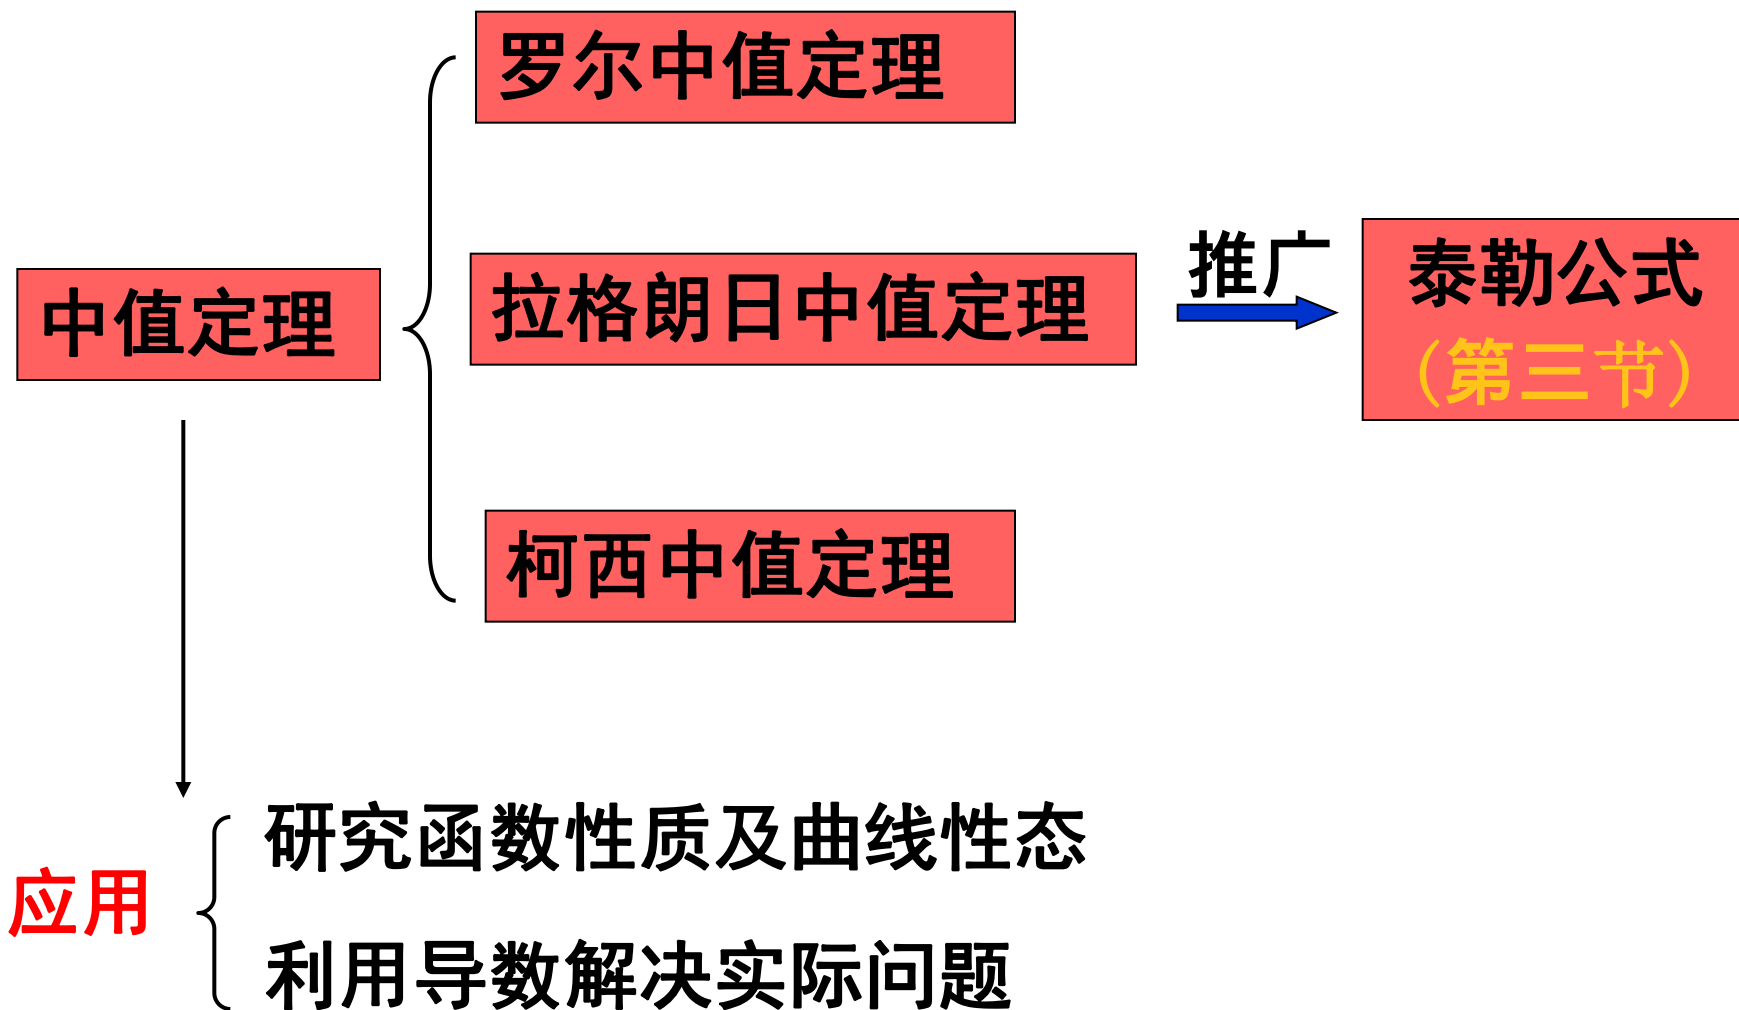 罗尔中值定理
中值定理
拉格朗日中值定理
推广
泰勒公式
（第三节）
柯西中值定理
应用
研究函数性质及曲线性态
利用导数解决实际问题